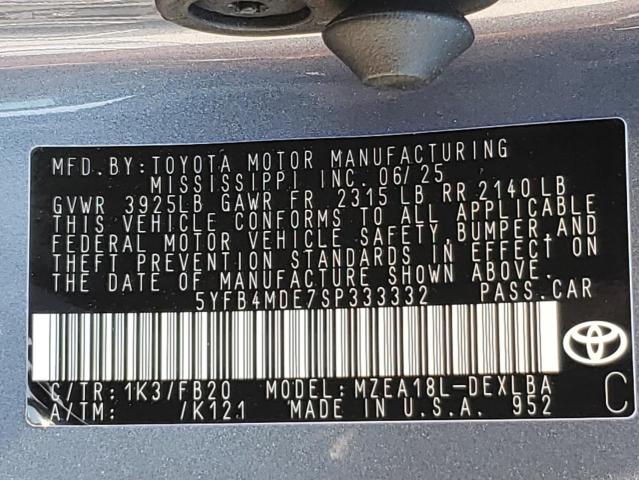 MFD. BY: TOYOTA MOTOR MANUFACTURING
MISSISSIPPI INC. 06/25
GVWR 3925LB GAWR FR 2315 LB RR 2140 LB
THIS VEHICLE CONFORMS TO ALL APPLICABLE
FEDERAL MOTOR VEHICLE SAFETY, BUMPER, AND
THEFT PREVENTION STANDARDS IN EFFECT ON
THE DATE OF MANUFACTURE SHOWN ABOVE.
5YFB4MDE7SP333332 PASS. CAR
C/TR: 1K3/FB20 MODEL: MZEA18L-DEXLBA
A/TM: /K121 MADE IN U.S.A. 952 C